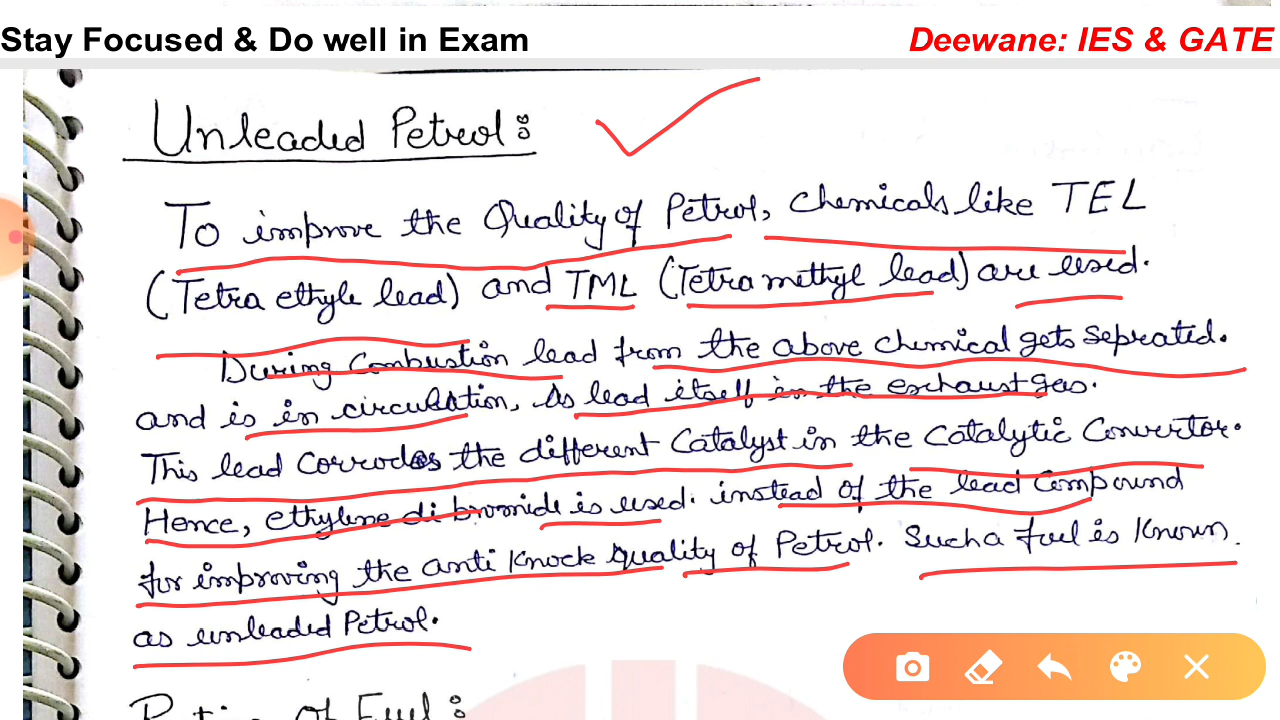 Stay Focused & Do well in Exam
Deewane: IES & GATE
Unleaded Petrol:
To improve the Quality of Petrol, chemicals like TEL
(Tetra ethyle lead) and TML (Tetra methyl lead) are used.
During Combustion lead from the above chemical gets seprated.
and is in circulation, As lead itself in the exhaust gas.
This lead Corrodes the different Catalyst in the Catalytic Convertor.
Hence, ethylene di bromide is used. instead of the lead Compound
for improving the anti Knock quality of Petrol. Such a fuel is Known.
as unleaded Petrol.
Rating of Fuel: